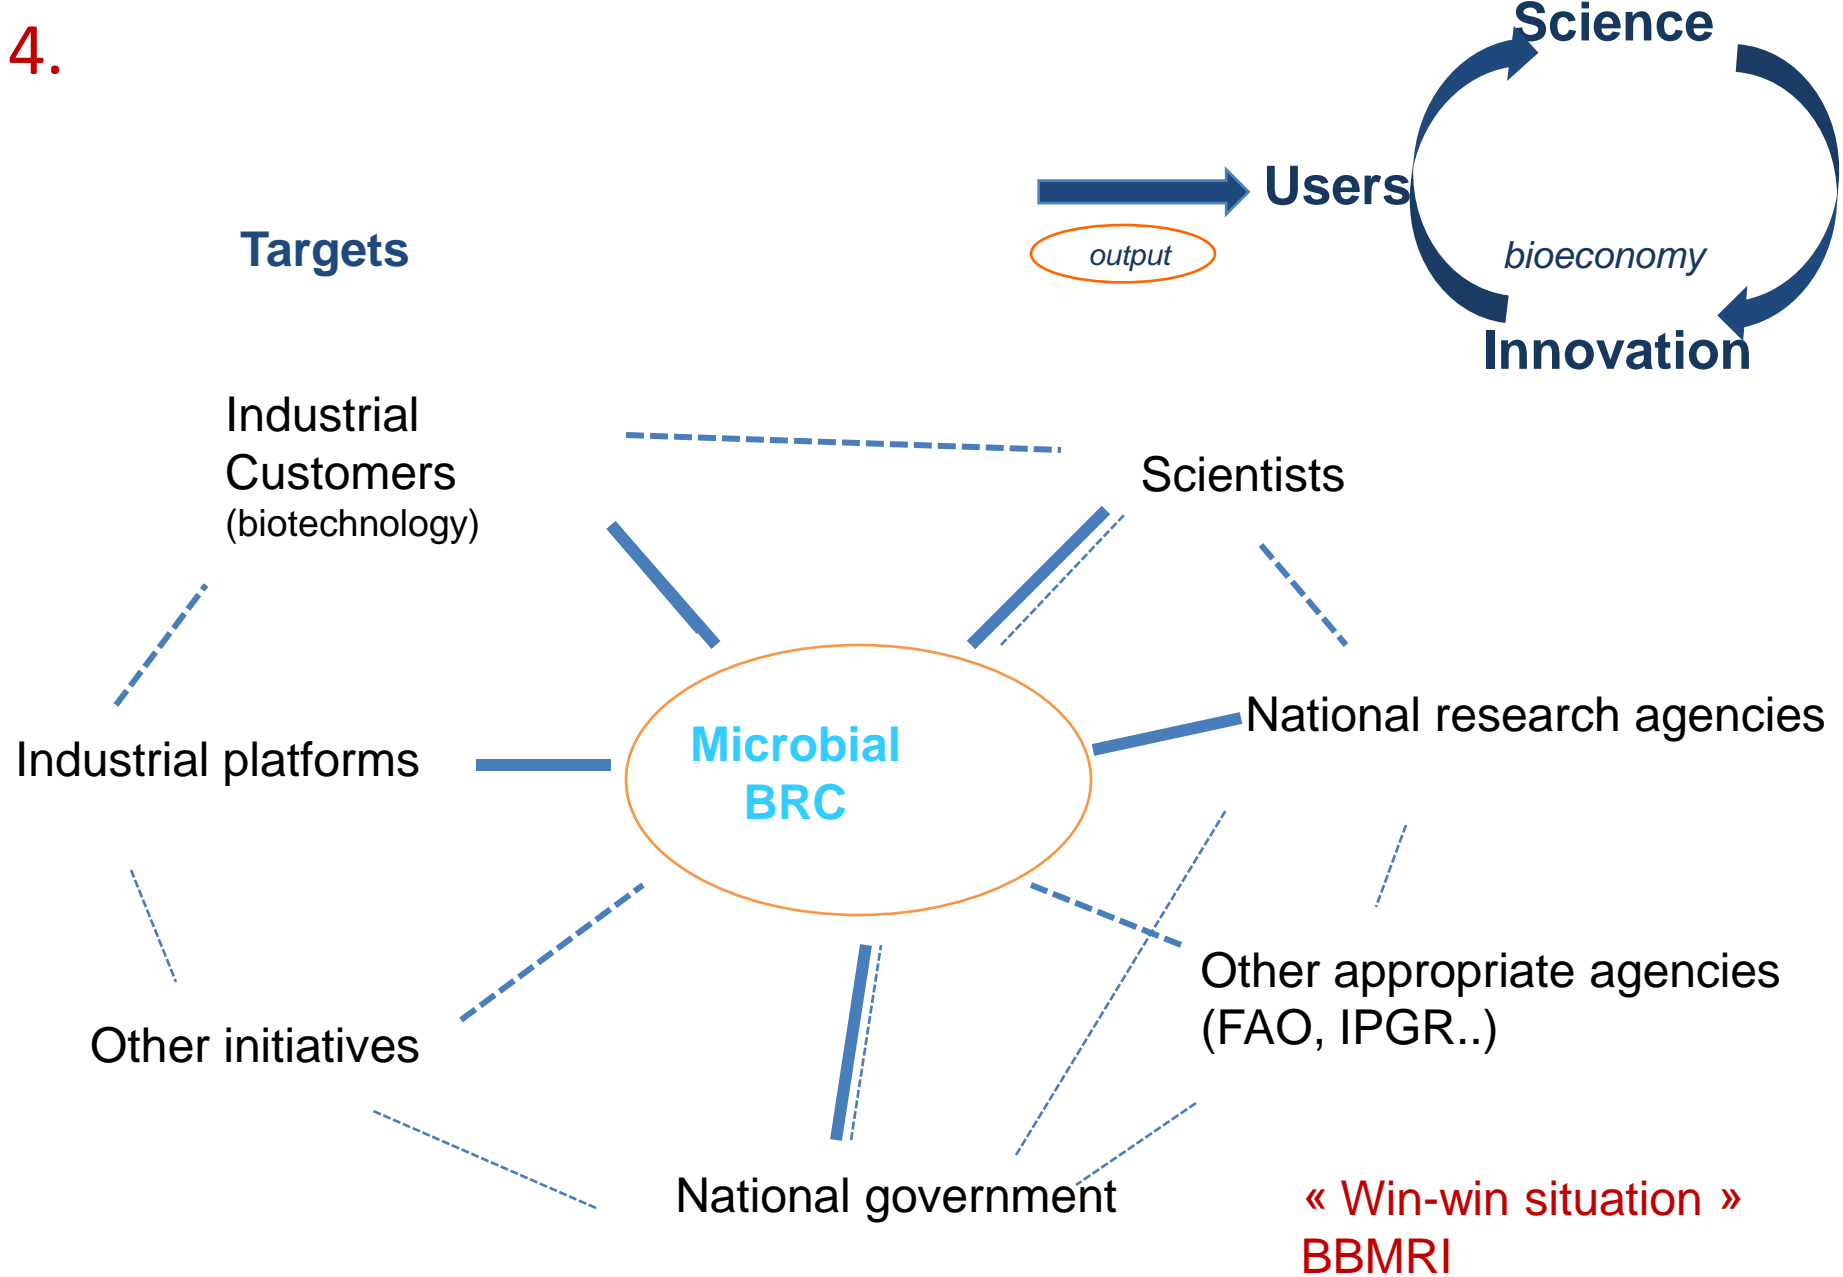 4.
Science
Users
output
bioeconomy
Innovation
Targets
Industrial
Customers
(biotechnology)
Scientists
National research agencies
Industrial platforms
Microbial
BRC
Other appropriate agencies
(FAO, IPGR..)
Other initiatives
National government
« Win-win situation »
BBMRI